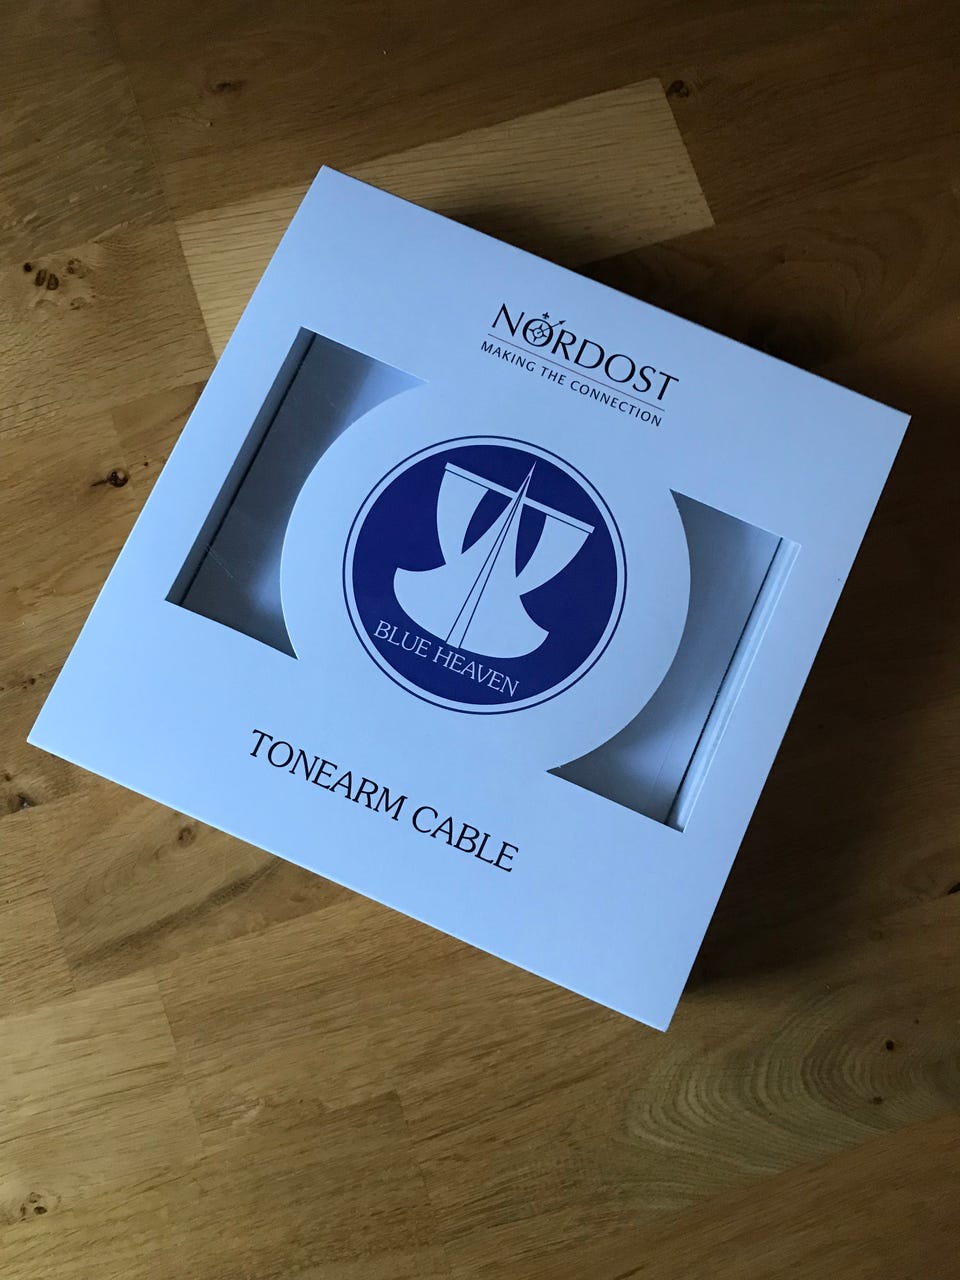 NORDOST
MAKING THE CONNECTION
BLUE HEAVEN
TONEARM CABLE